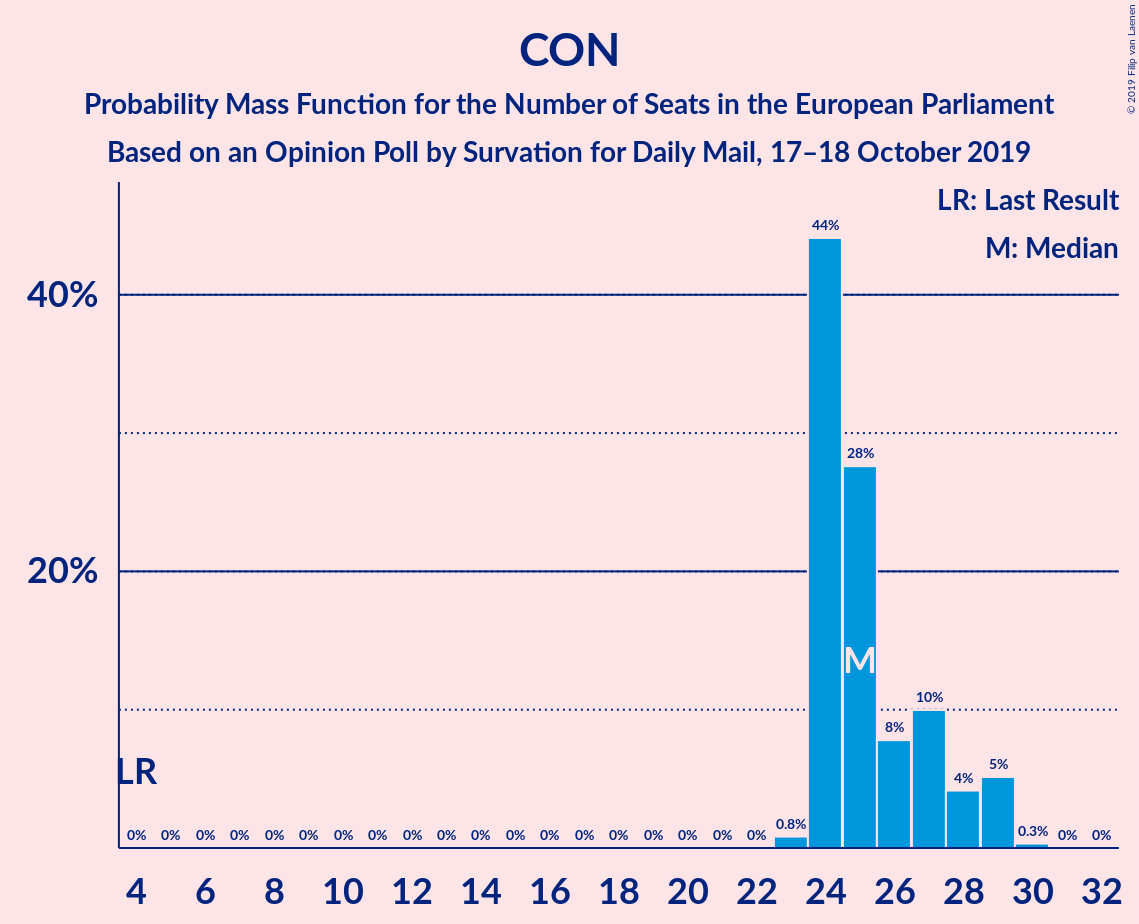 CON
Probability Mass Function for the Number of Seats in the European Parliament
Based on an Opinion Poll by Survation for Daily Mail, 17–18 October 2019
© 2019 Filip van Laenen
LR: Last Result
M: Median
44%
40%
28%
20%
M
10%
8%
LR
5%
4%
0% 0% 0% 0% 0% 0% 0% 0% 0% 0% 0% 0% 0% 0% 0% 0% 0% 0% 0% 0.8% 0.3% 0% 0%
4 6 8 10 12 14 16 18 20 22 24 26 28 30 32